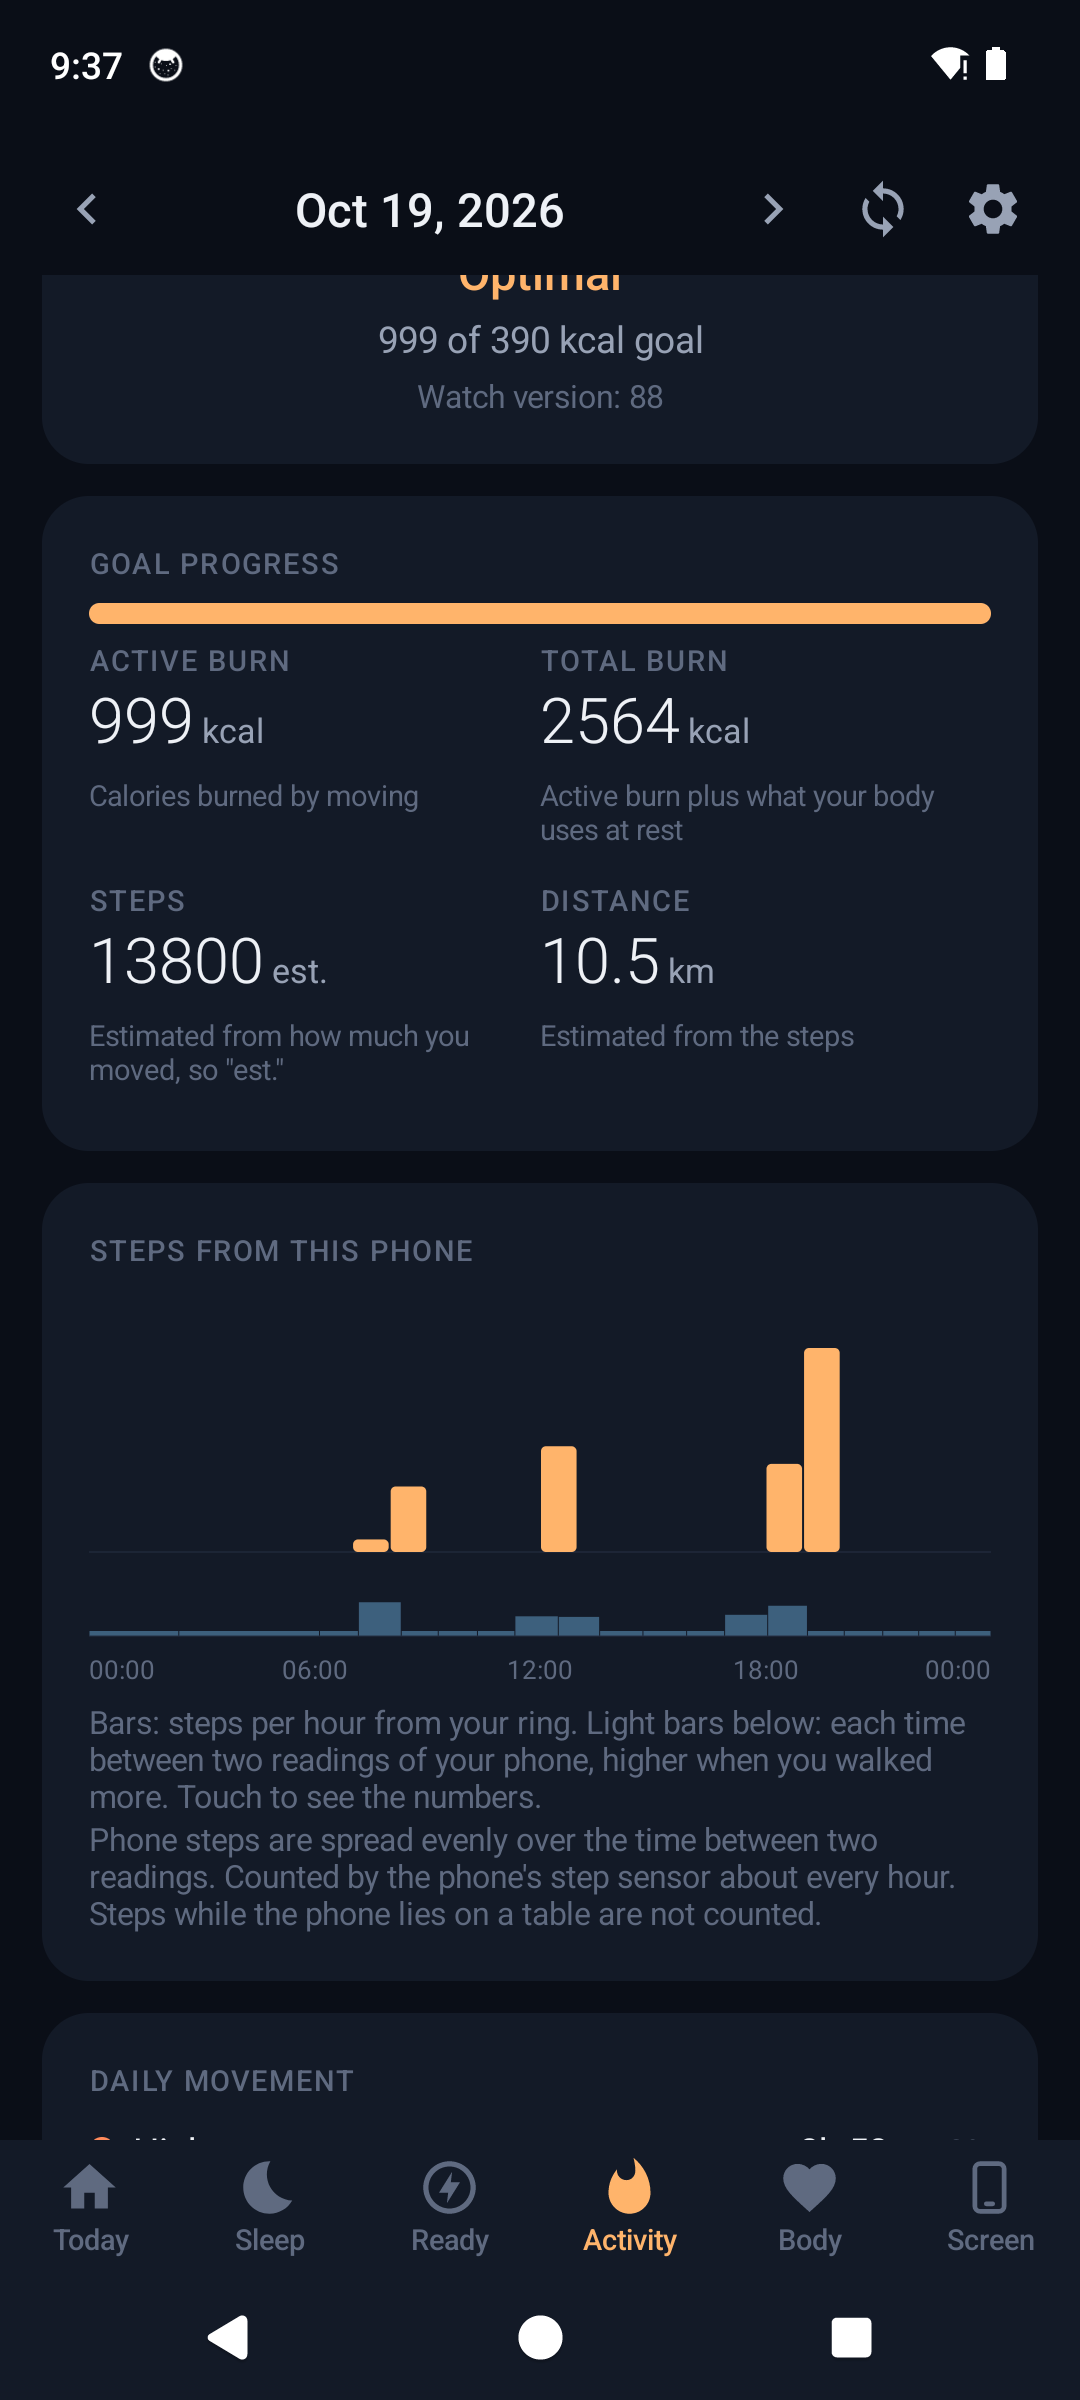 9:37
Oct 19, 2026
Optimal
999 of 390 kcal goal
Watch version: 88
GOAL PROGRESS
ACTIVE BURN
999 kcal
Calories burned by moving
TOTAL BURN
2564 kcal
Active burn plus what your body
uses at rest
STEPS
13800 est.
Estimated from how much you
moved, so "est."
DISTANCE
10.5 km
Estimated from the steps
STEPS FROM THIS PHONE
00:00 06:00 12:00 18:00 00:00
Bars: steps per hour from your ring. Light bars below: each time
between two readings of your phone, higher when you walked
more. Touch to see the numbers.
Phone steps are spread evenly over the time between two
readings. Counted by the phone's step sensor about every hour.
Steps while the phone lies on a table are not counted.
DAILY MOVEMENT
Today Sleep Ready Activity Body Screen